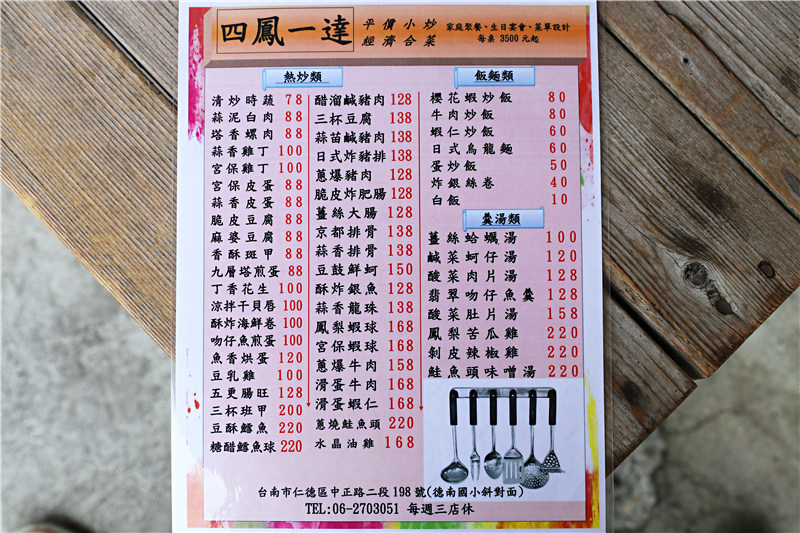 四鳳一達
平價小炒
經濟合菜
家庭聚餐、生日宴會、菜單設計
每桌 3500 元起
熱炒類
清炒時蔬 78
蒜泥白肉 88
塔香螺肉 88
蒜香雞丁 100
宮保雞丁 100
宮保皮蛋 88
蒜香皮蛋 88
脆皮豆腐 88
麻婆豆腐 88
香酥斑甲 88
九層塔煎蛋 88
丁香花生 100
涼拌干貝唇 100
酥炸海鮮卷 100
吻仔魚煎蛋 100
魚香烘蛋 120
豆乳雞 100
五更腸旺 128
三杯班甲 200
豆酥鱈魚 220
糖醋鱈魚球 220
醋溜鹹豬肉 128
三杯豆腐 138
蒜苗鹹豬肉 138
日式炸豬排 138
蔥爆豬肉 128
脆皮炸肥腸 128
薑絲大腸 128
京都排骨 138
蒜香排骨 138
豆鼓鮮蚵 150
酥炸銀魚 128
蒜香龍珠 138
鳳梨蝦球 168
宮保蝦球 168
蔥爆牛肉 158
滑蛋牛肉 168
滑蛋蝦仁 168
蔥燒鮭魚頭 220
水晶油雞 168
飯麵類
櫻花蝦炒飯 80
牛肉炒飯 80
蝦仁炒飯 60
日式烏龍麵 60
蛋炒飯 50
炸銀絲卷 40
白飯 10
羹湯類
薑絲蛤蠣湯 100
鹹菜蚵仔湯 120
酸菜肉片湯 128
翡翠吻仔魚羹 128
酸菜肚片湯 158
鳳梨苦瓜雞 220
剝皮辣椒雞 220
鮭魚頭味噌湯 220
台南市仁德區中正路二段 198 號(德南國小斜對面)
TEL:06-2703051 每週三店休